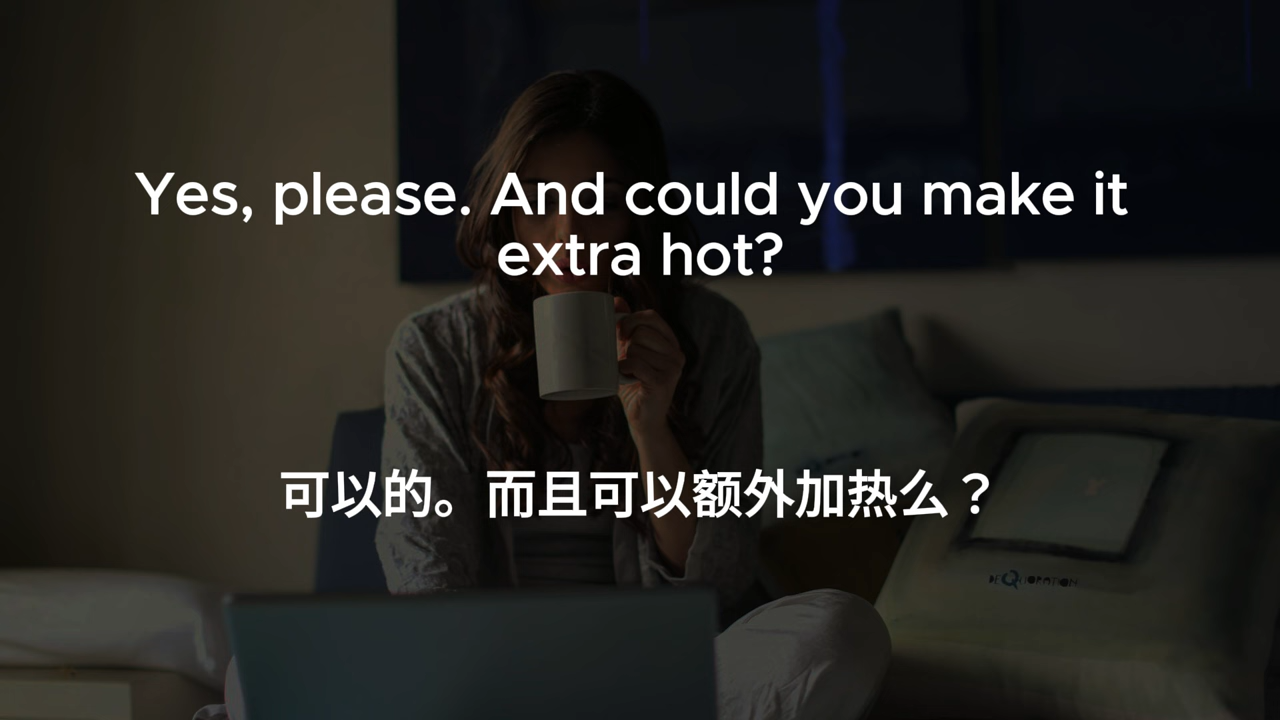 Yes, please. And could you make it
extra hot?
可以的。而且可以额外加热么？